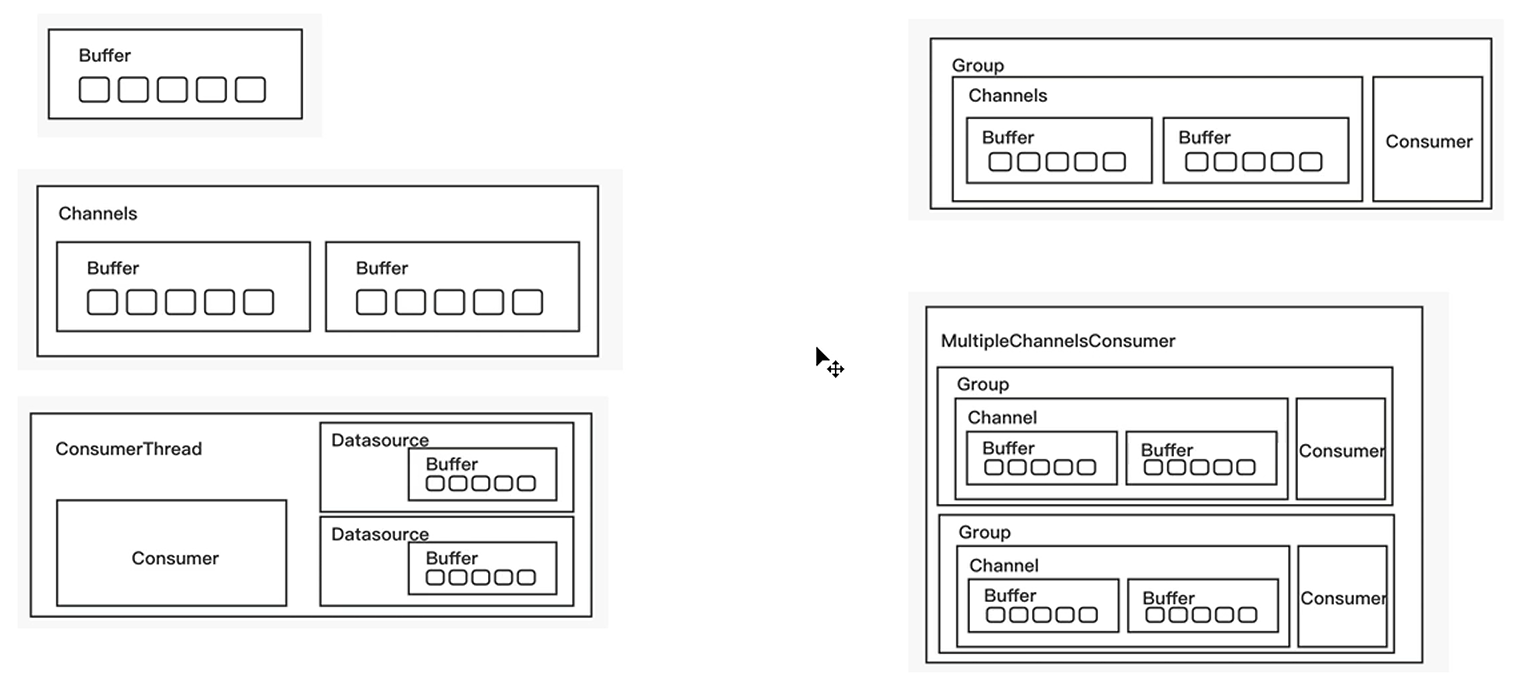 Buffer
Channels
Buffer
Buffer
ConsumerThread
Consumer
Datasource
Buffer
Datasource
Buffer
Group
Channels
Buffer
Buffer
Consumer
MultipleChannelsConsumer
Group
Channel
Buffer
Buffer
Consumer
Group
Channel
Buffer
Buffer
Consumer